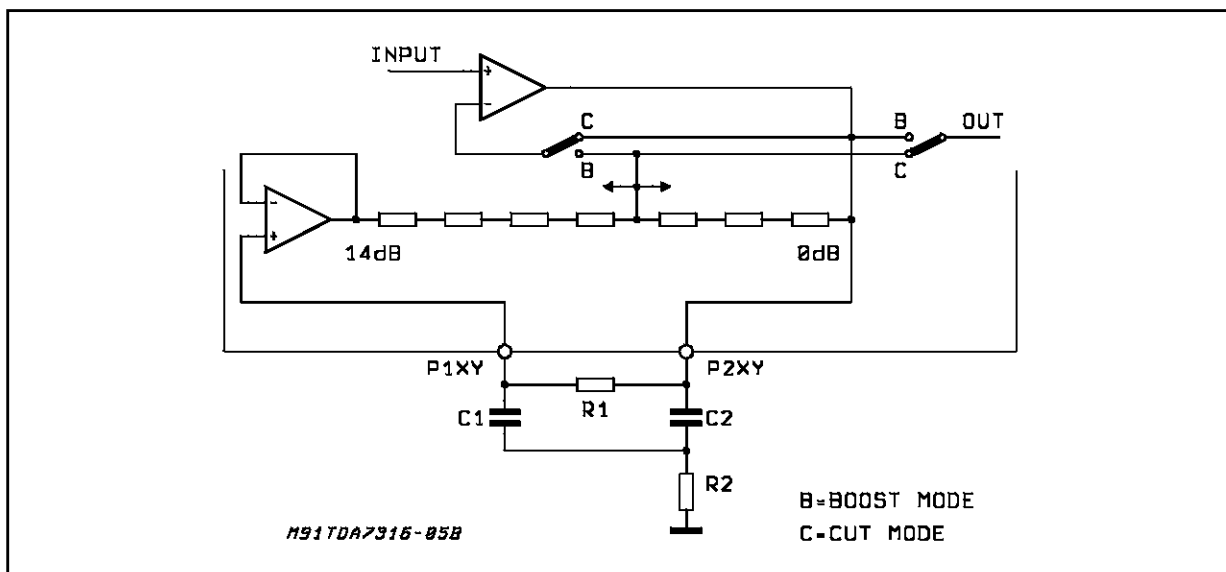 INPUT
+
-
C
B
B
C
OUT
-
+
14dB
0dB
P1XY
P2XY
R1
C1
C2
R2
B=BOOST MODE
C=CUT MODE
M91TDA7316-05B